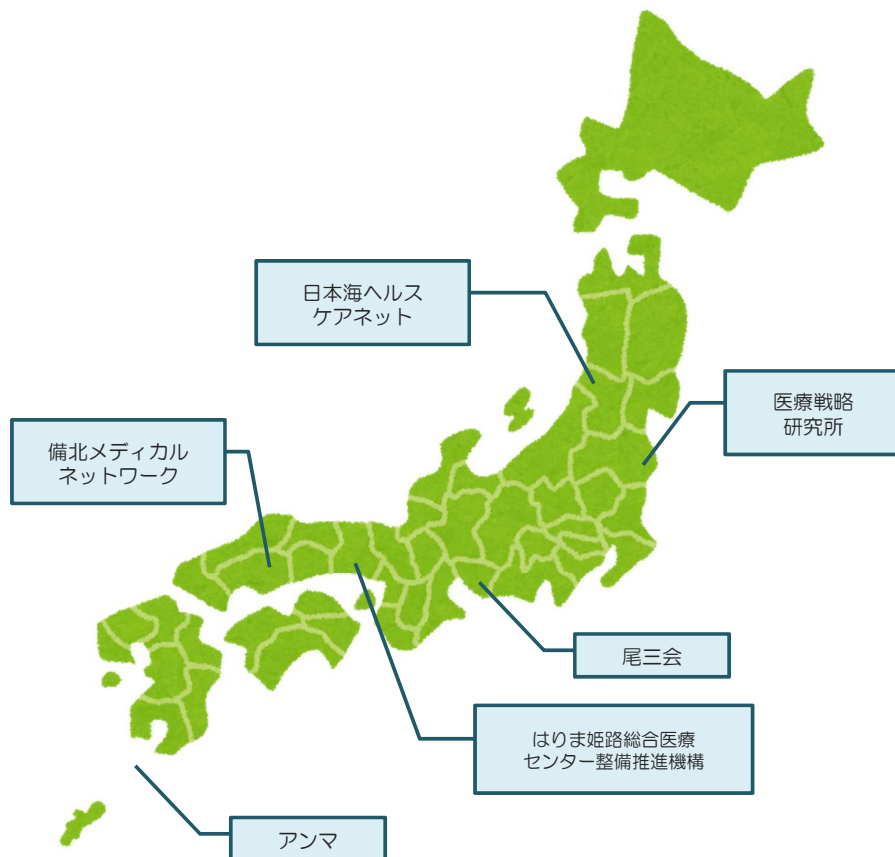 日本海ヘルス
ケアネット
医療戦略
研究所
備北メディカル
ネットワーク
尾三会
はりま姫路総合医療
センター整備推進機構
アンマ